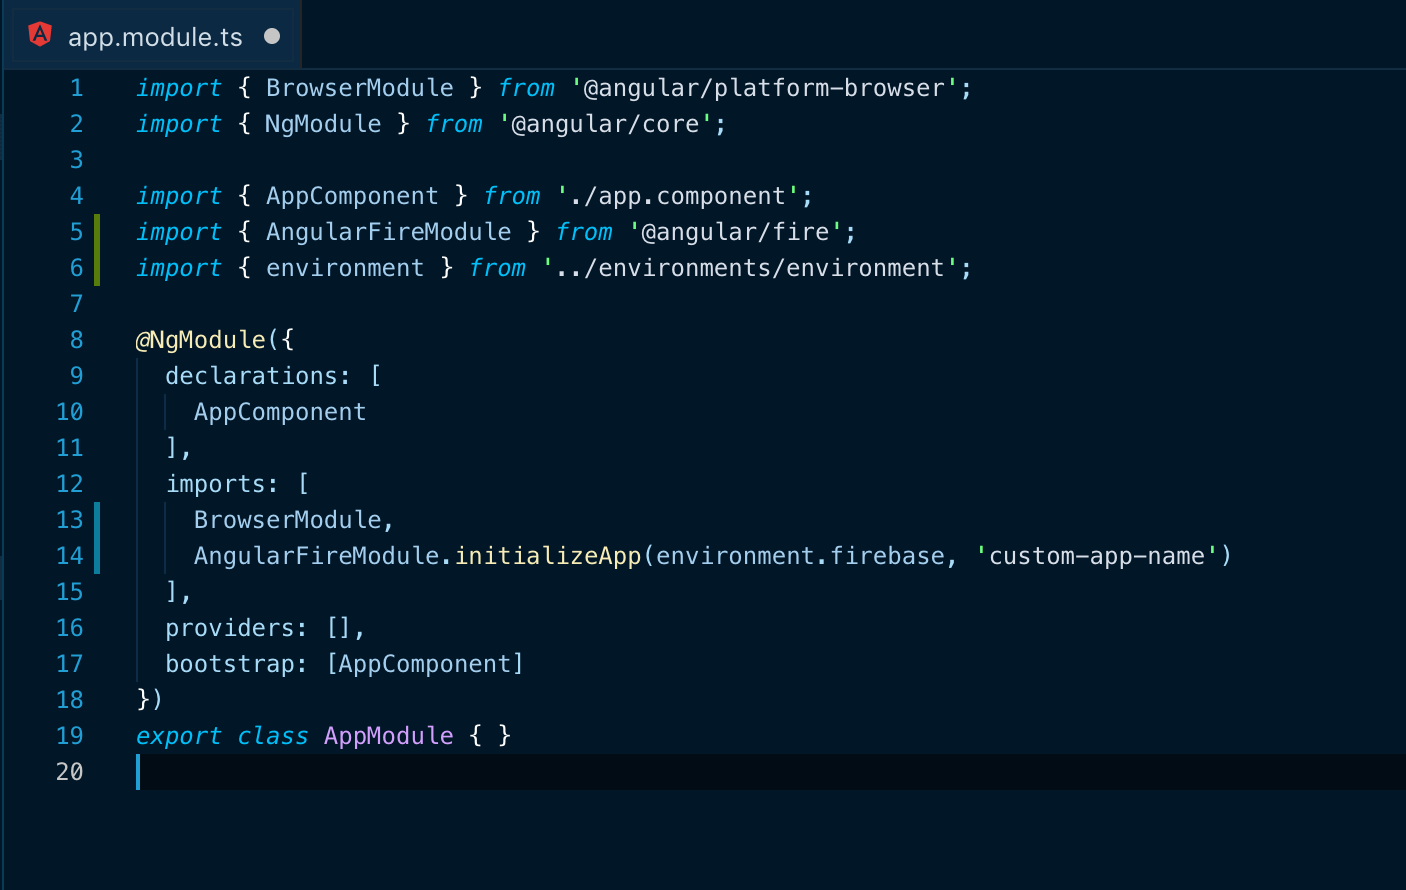 app.module.ts
1 import { BrowserModule } from '@angular/platform-browser';
2 import { NgModule } from '@angular/core';
3
4 import { AppComponent } from './app.component';
5 import { AngularFireModule } from '@angular/fire';
6 import { environment } from '../environments/environment';
7
8 @NgModule({
9   declarations: [
10     AppComponent
11   ],
12   imports: [
13     BrowserModule,
14     AngularFireModule.initializeApp(environment.firebase, 'custom-app-name')
15   ],
16   providers: [],
17   bootstrap: [AppComponent]
18 })
19 export class AppModule { }
20